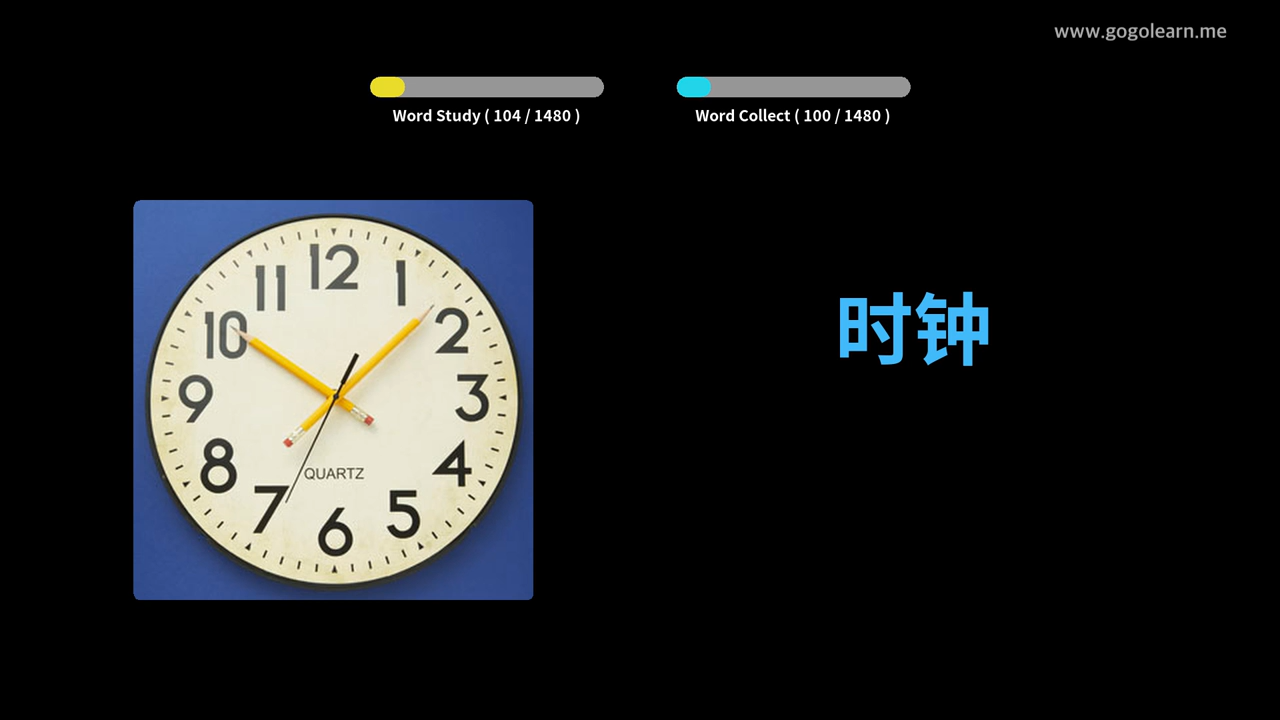 www.gogolearn.me
Word Study ( 104 / 1480 )
Word Collect ( 100 / 1480 )
12
11
1
10
2
9
3
8
4
QUARTZ
7
5
6
时钟